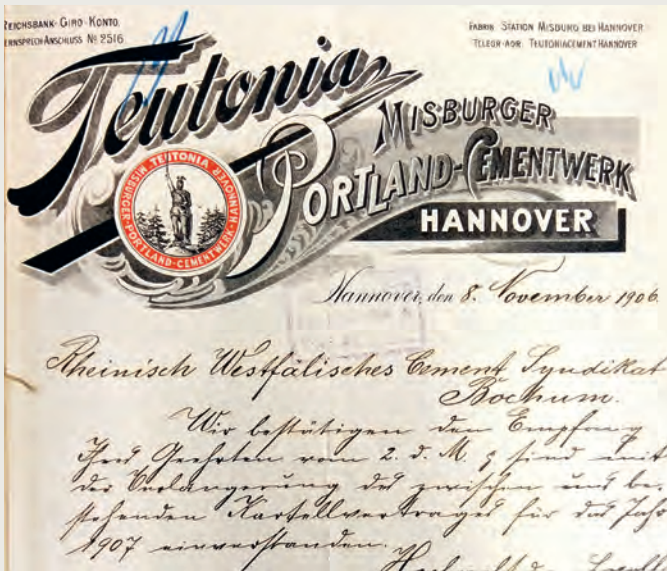 REICHSBANK-GIRO-KONTO.
FERNSPRECH-ANSCHLUSS № 2516
FABRIK STATION MISBURG BEI HANNOVER
TELEGR.-ADR. TEUTONIACEMENT HANNOVER
Teutonia
MISBURGER
PORTLAND-CEMENTWERK
HANNOVER
TEUTONIA
MISBURGER-PORTLAND-CEMENTWERK-HANNOVER
Hannover, den 8. November 1906.
Rheinisch Westfälisches Cement Syndikat
Bochum.
Wir bestätigen den Empfang
Ihres Geehrten vom 2. d. M. & sind mit
der Verlängerung des zwischen uns be-
stehenden Kartellvertrages für das Jahr
1907 einverstanden.
Hochachtend